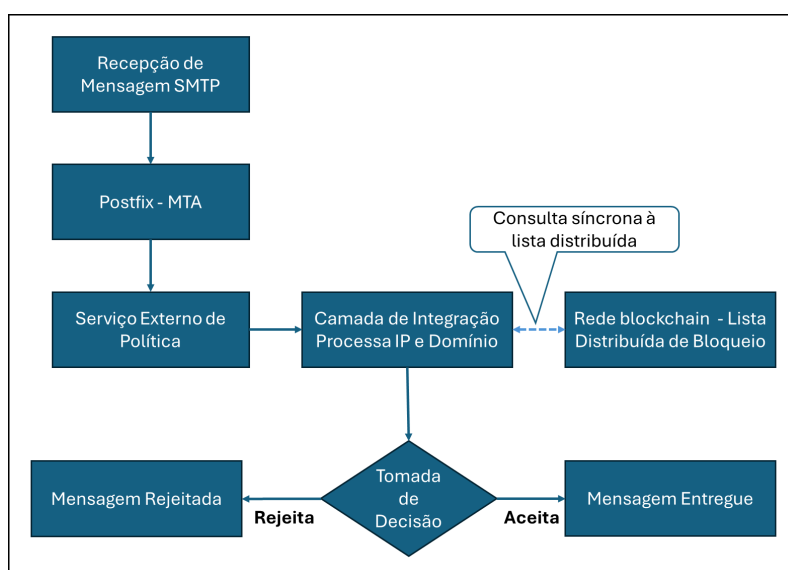 Recepção de
Mensagem SMTP
Postfix - MTA
Consulta síncrona à
lista distribuída
Serviço Externo de
Política
Camada de Integração
Processa IP e Domínio
Rede blockchain - Lista
Distribuída de Bloqueio
Tomada
de
Decisão
Mensagem Rejeitada
Rejeita
Aceita
Mensagem Entregue